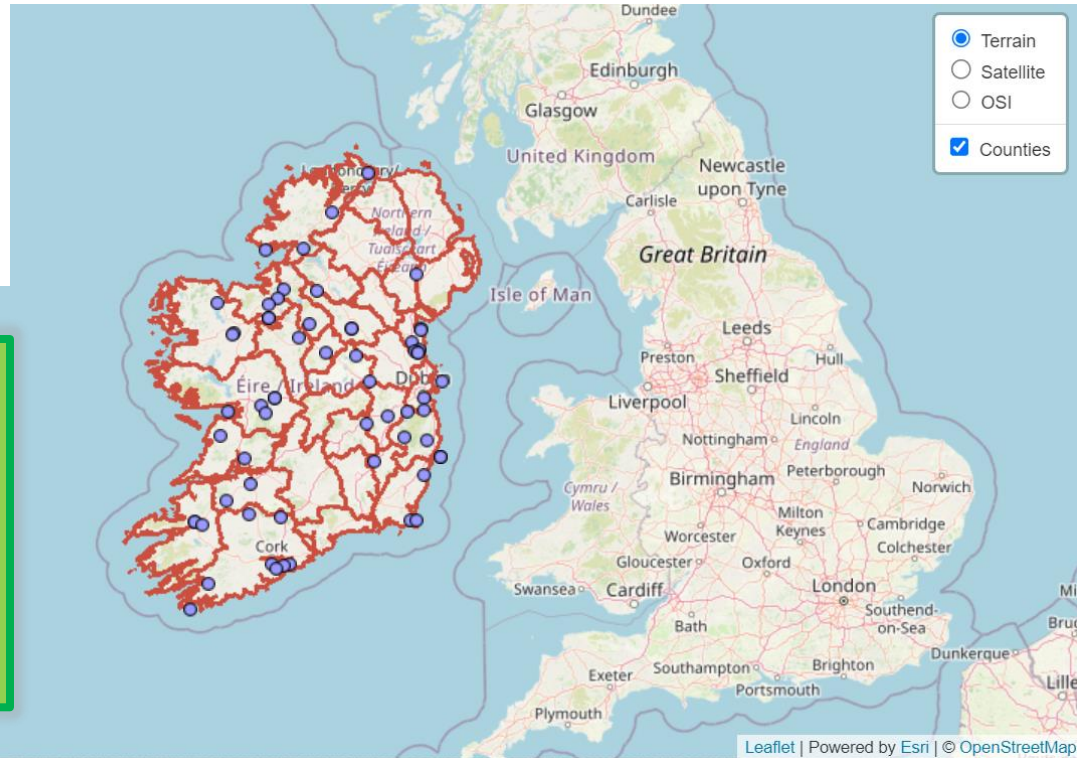 Dundee
Edinburgh
Glasgow
United Kingdom
Newcastle
upon Tyne
Carlisle
Northern
Ireland /
Tuaisceart
Great Britain
Isle of Man
Leeds
Preston
Hull
Sheffield
Liverpool
Lincoln
Nottingham
England
Éire / Ireland
Birmingham
Peterborough
Norwich
Cymru /
Wales
Milton
Keynes
Cambridge
Worcester
Colchester
Gloucester
Oxford
Cork
Swansea
Cardiff
London
Southend-
on-Sea
Bath
Dunkerque
Southampton
Brighton
Exeter
Portsmouth
Lille
Plymouth
Terrain
Satellite
OSI
Counties
Leaflet | Powered by Esri | © OpenStreetMap